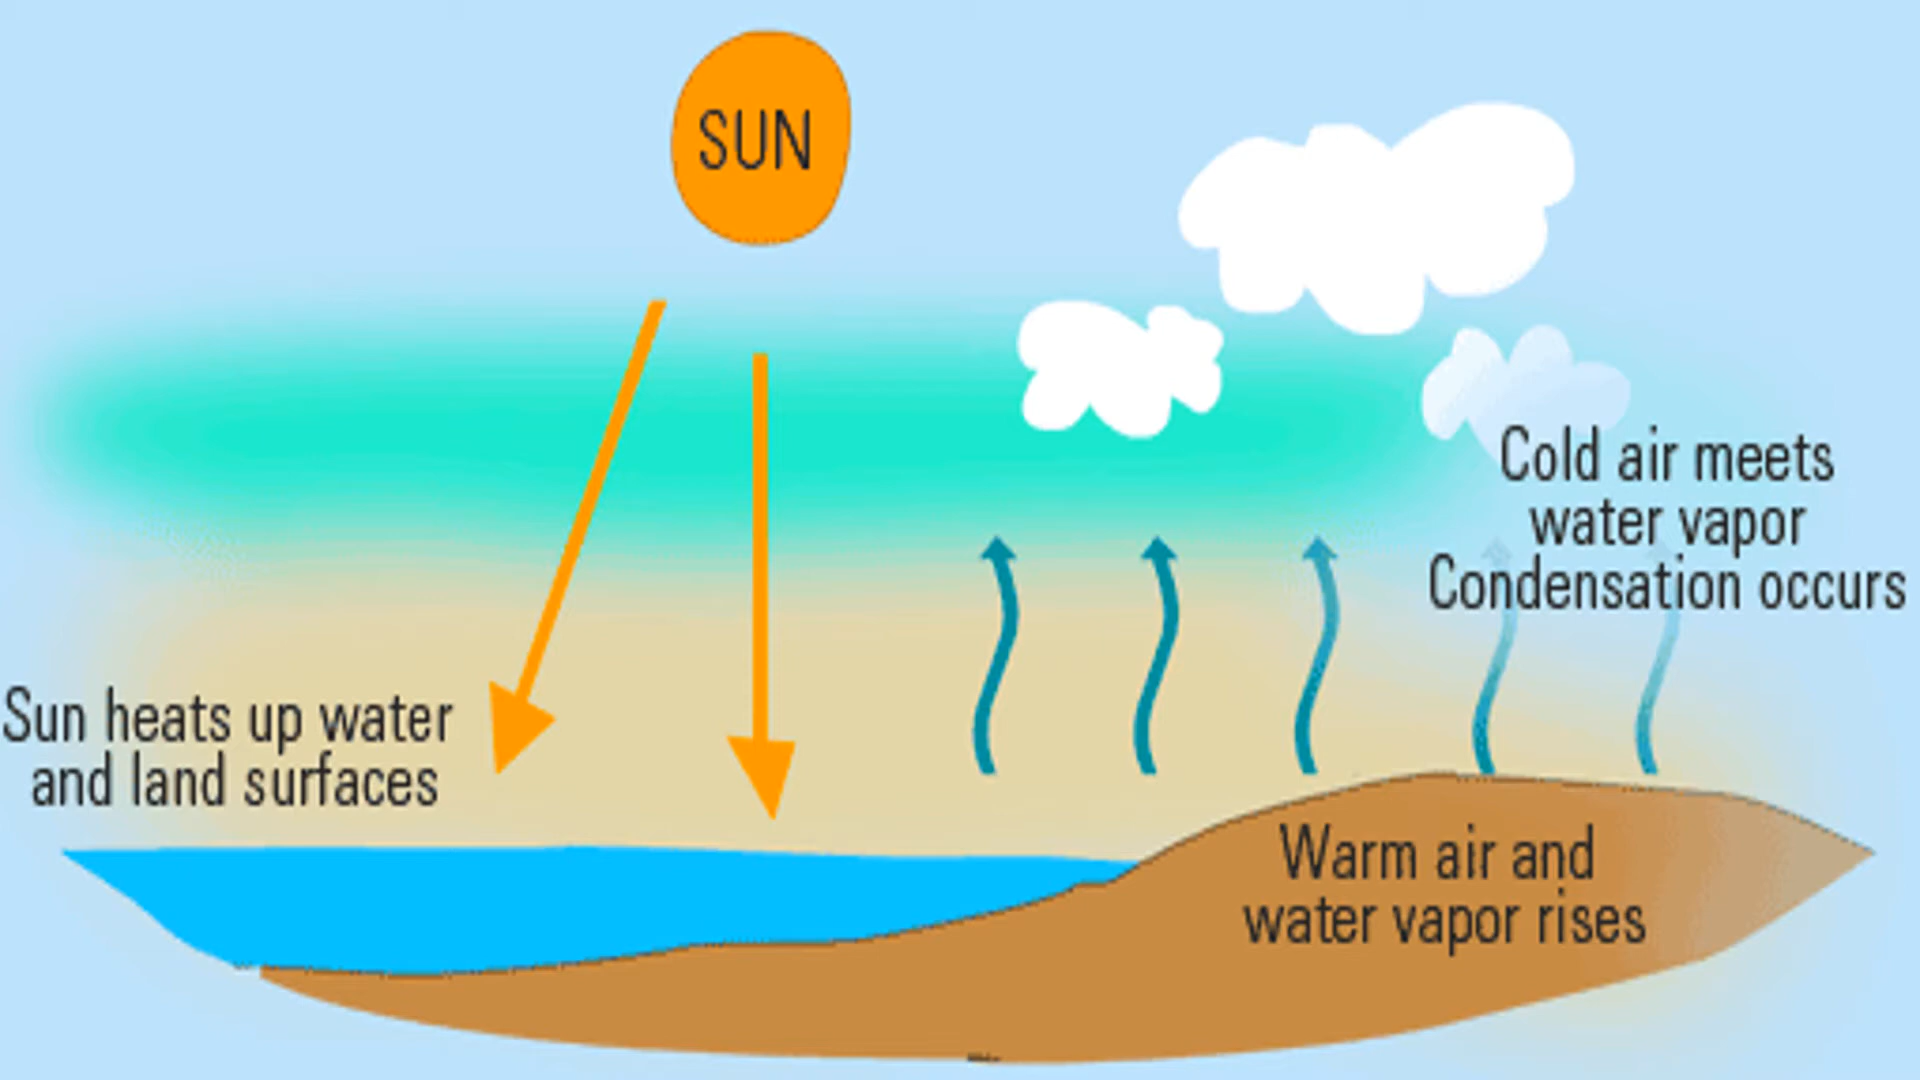 SUN
Cold air meets
water vapor
Condensation occurs
Sun heats up water
and land surfaces
Warm air and
water vapor rises